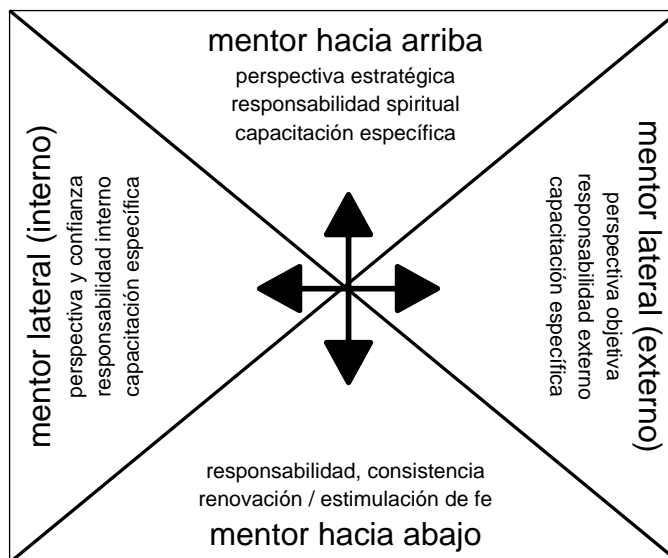 mentor hacia arriba
perspectiva estratégica
responsabilidad spiritual
capacitación específica
mentor lateral (interno)
perspectiva y confianza
responsabilidad interno
capacitación específica
mentor lateral (externo)
perspectiva objetiva
responsabilidad externo
capacitación específica
responsabilidad, consistencia
renovación / estimulación de fe
mentor hacia abajo